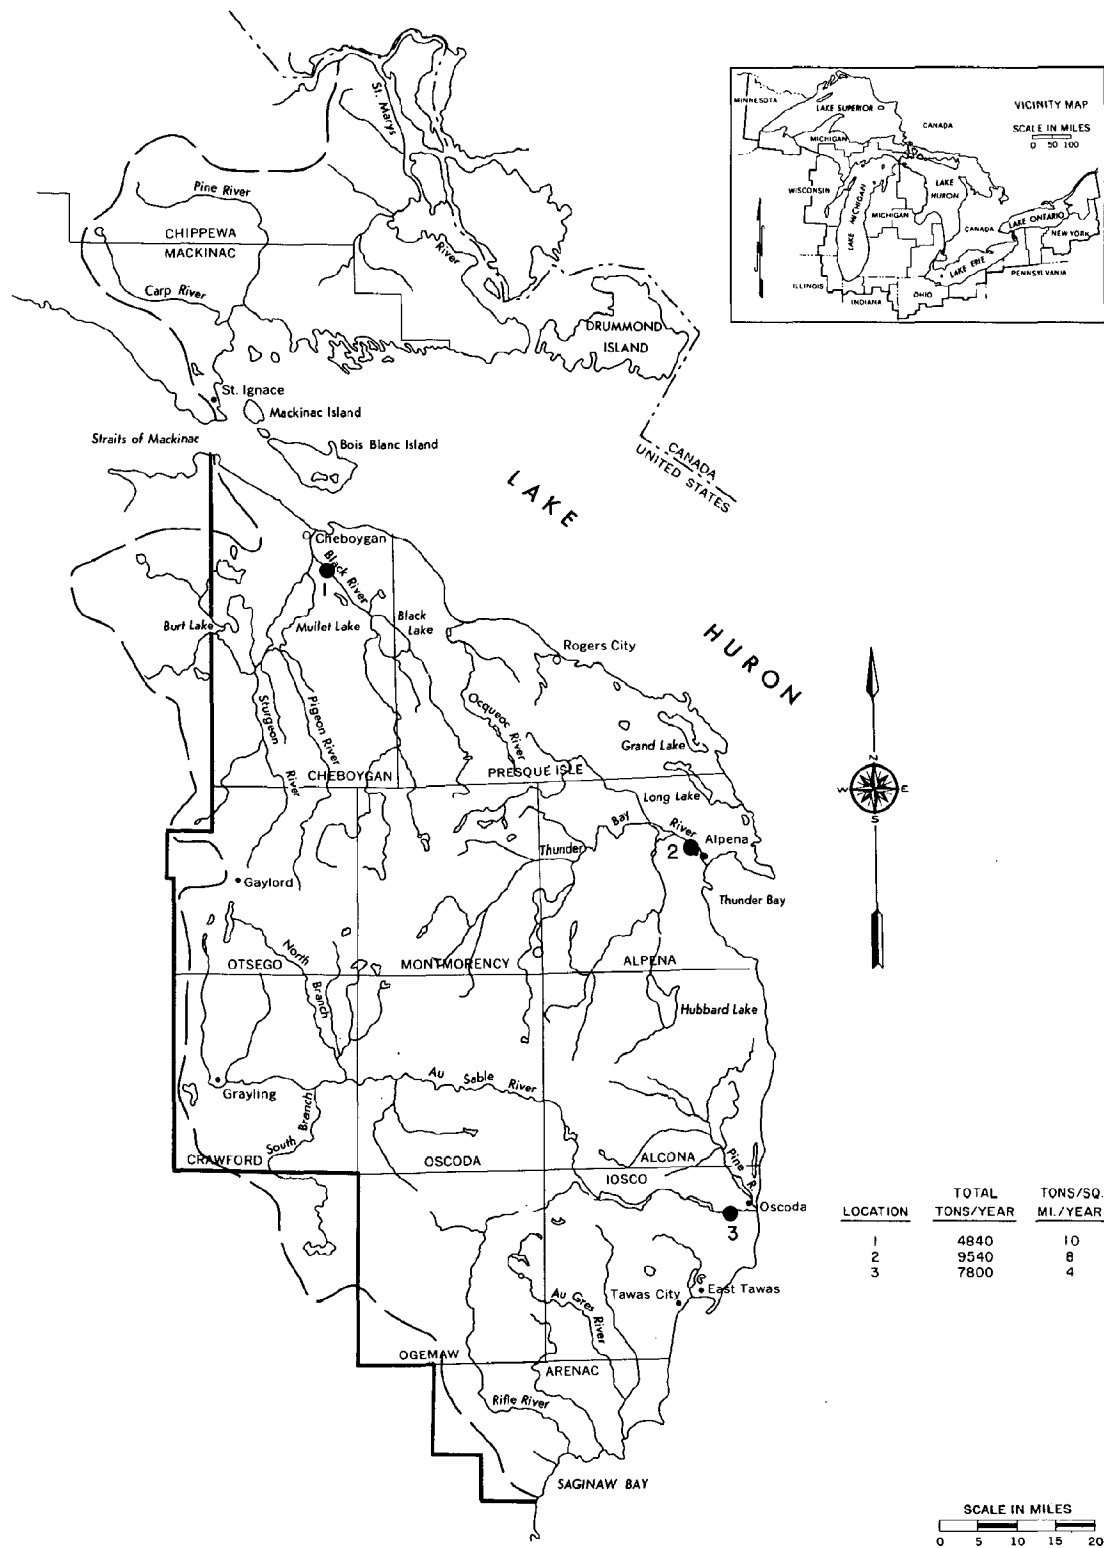 St. Marys
River
Pine River
CHIPPEWA
MACKINAC
Carp River
DRUMMOND
ISLAND
St. Ignace
Mackinac Island
Straits of Mackinac
Bois Blanc Island
CANADA
UNITED STATES
LAKE
HURON
VICINITY MAP
SCALE IN MILES
0 50 100
MINNESOTA
LAKE SUPERIOR
CANADA
MICHIGAN
WISCONSIN
LAKE MICHIGAN
MICHIGAN
LAKE
HURON
CANADA
LAKE ONTARIO
NEW YORK
LAKE ERIE
PENNSYLVANIA
ILLINOIS
INDIANA
OHIO
Cheboygan
Black River
1
Burt Lake
Mullet Lake
Black
Lake
Rogers City
Sturgeon
River
Pigeon River
Ocqueoc River
Grand Lake
CHEBOYGAN
PRESQUE ISLE
Long Lake
Thunder
Bay
River
Alpena
2
Gaylord
Thunder Bay
N
W
E
S
OTSEGO
North
Branch
MONTMORENCY
ALPENA
Hubbard Lake
Grayling
Au Sable River
South Branch
CRAWFORD
OSCODA
ALCONA
IOSCO
Pine R.
Oscoda
3
Tawas City
East Tawas
Au Gres
River
OGEMAW
ARENAC
Rifle River
SAGINAW BAY
LOCATION TOTAL TONS/YEAR TONS/SQ. MI./YEAR
1 4840 10
2 9540 8
3 7800 4
SCALE IN MILES
0 5 10 15 20